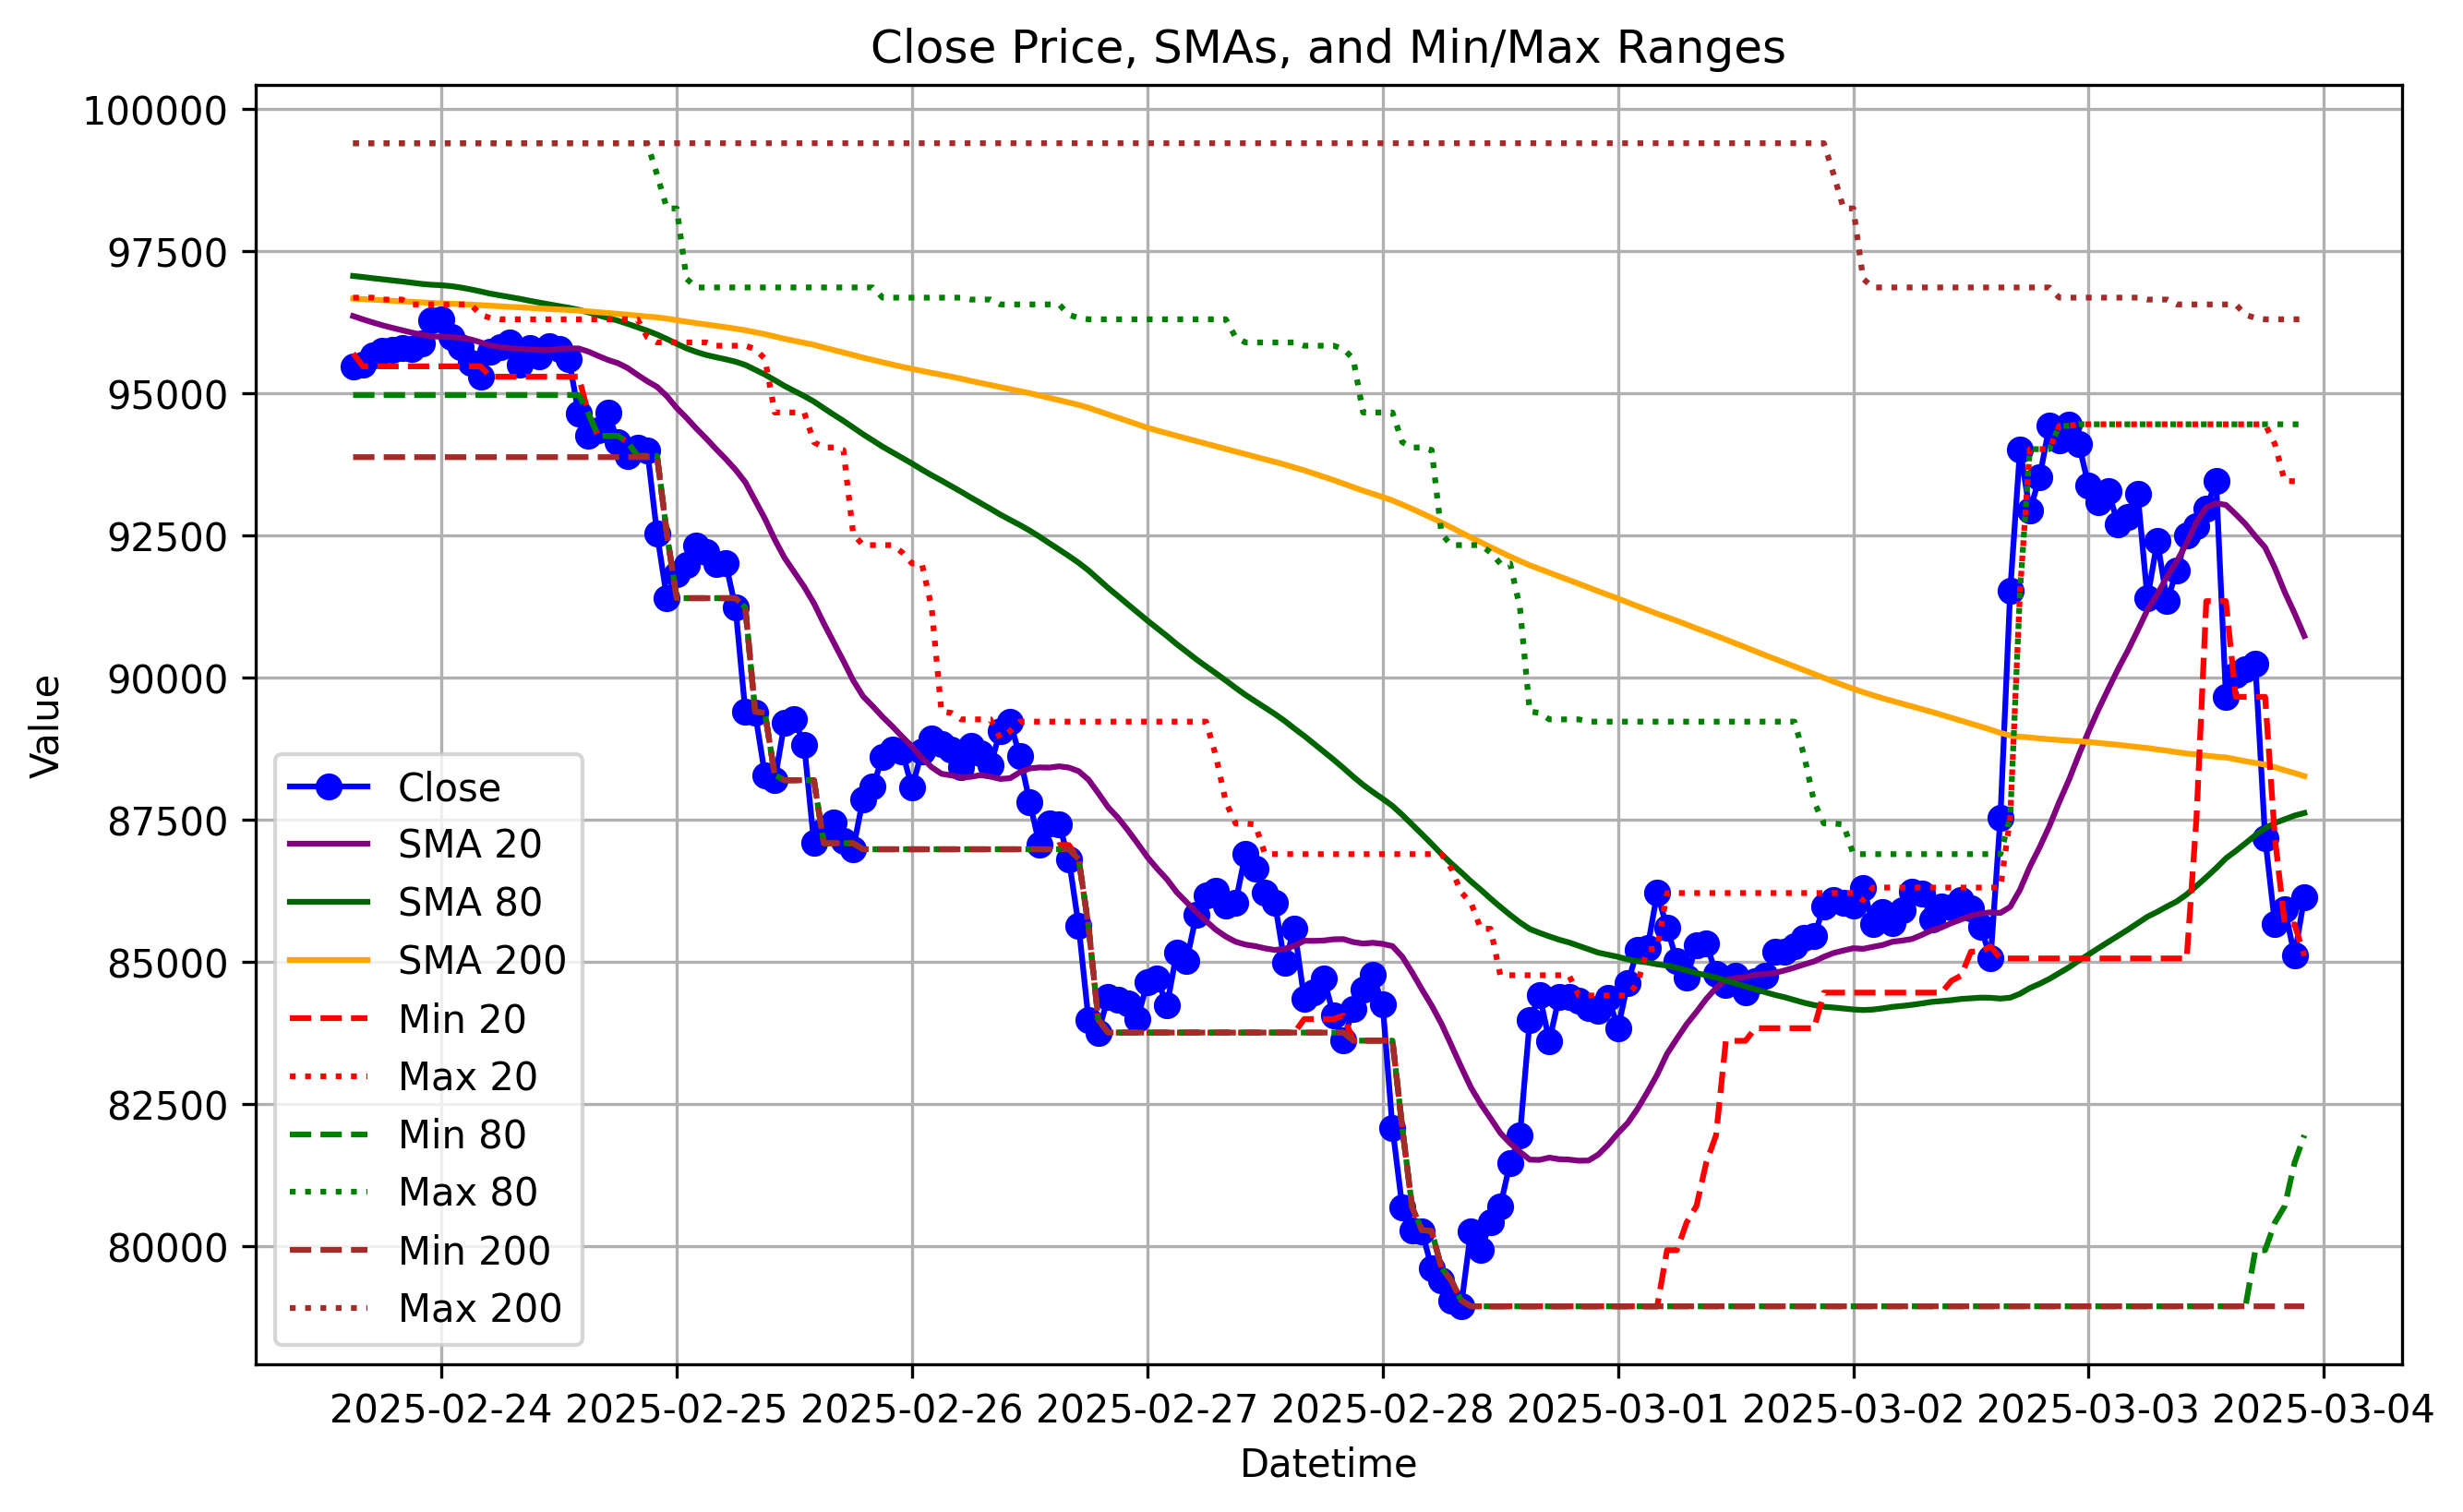 Close Price, SMAs, and Min/Max Ranges
100000
97500
95000
92500
90000
87500
85000
82500
80000
Value
Close
SMA 20
SMA 80
SMA 200
Min 20
Max 20
Min 80
Max 80
Min 200
Max 200
2025-02-24 2025-02-25 2025-02-26 2025-02-27 2025-02-28 2025-03-01 2025-03-02 2025-03-03 2025-03-04
Datetime